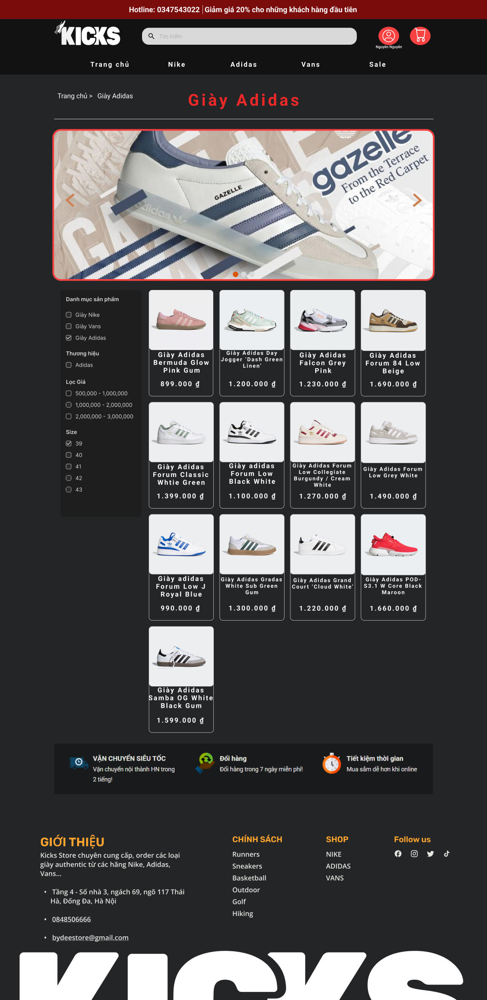 Hotline: 0347543022 | Giảm giá 20% cho những khách hàng đầu tiên
KICKS
Tìm kiếm
Nguyên Nguyễn
Trang chủ
Nike
Adidas
Vans
Sale
Trang chủ > Giày Adidas
Giày Adidas
gazelle
From the Terrace
to the Red Carpet
GAZELLE
adidas
Danh mục sản phẩm
Giày Nike
Giày Vans
Giày Adidas
Thương hiệu
Adidas
Lọc Giá
500,000 - 1,000,000
1,000,000 - 2,000,000
2,000,000 - 3,000,000
Size
39
40
41
42
43
Giày Adidas
Bermuda Glow
Pink Gum
899.000 ₫
Giày Adidas Day
Jogger ‘Dash Green
Linen’
1.200.000 ₫
Giày Adidas
Falcon Grey
Pink
1.230.000 ₫
Giày Adidas
Forum 84 Low
Beige
1.690.000 ₫
Giày Adidas
Forum Classic
Whtie Green
1.399.000 ₫
Giày adidas
Forum Low
Black White
1.100.000 ₫
Giày Adidas Forum
Low Collegiate
Burgundy / Cream
White
1.270.000 ₫
Giày Adidas Forum
Low Grey White
1.490.000 ₫
Giày adidas
Forum Low J
Royal Blue
990.000 ₫
Giày Adidas Gradas
White Sub Green
Gum
1.300.000 ₫
Giày Adidas Grand
Court ‘Cloud White’
1.220.000 ₫
Giày Adidas POD-
S3.1 W Core Black
Maroon
1.660.000 ₫
Giày Adidas
Samba OG White
Black Gum
1.599.000 ₫
VẬN CHUYỂN SIÊU TỐC
Vận chuyển nội thành HN trong
2 tiếng!
Đổi hàng
Đổi hàng trong 7 ngày miễn phí!
Tiết kiệm thời gian
Mua sắm dễ hơn khi online
GIỚI THIỆU
Kicks Store chuyên cung cấp, order các loại
giày authentic từ các hãng Nike, Adidas,
Vans...
• Tầng 4 - Số nhà 3, ngách 69, ngõ 117 Thái
Hà, Đống Đa, Hà Nội
• 0848506666
• bydeestore@gmail.com
CHÍNH SÁCH
Runners
Sneakers
Basketball
Outdoor
Golf
Hiking
SHOP
NIKE
ADIDAS
VANS
Follow us
KICKS